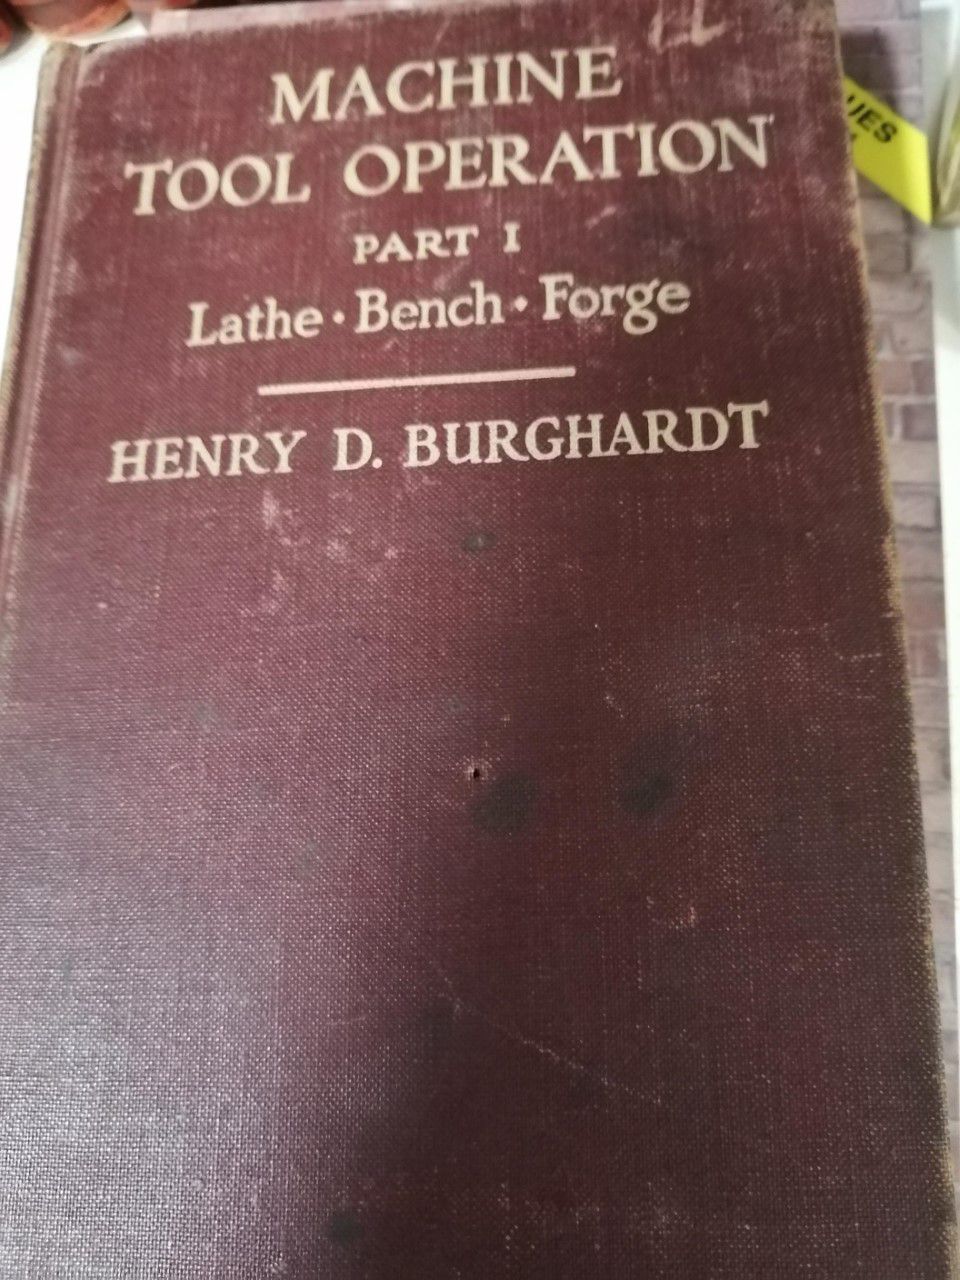 MACHINE
TOOL OPERATION
PART I
Lathe · Bench · Forge
HENRY D. BURGHARDT